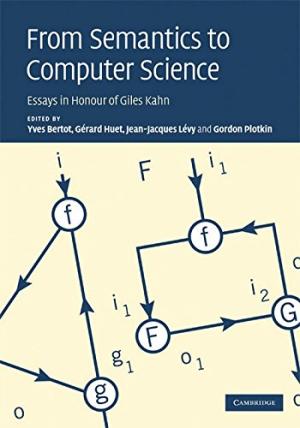 From Semantics to
Computer Science
Essays in Honour of Giles Kahn
EDITED BY
Yves Bertot, Gérard Huet, Jean-Jacques Lévy and Gordon Plotkin
i
F
i1
f
f
o
i1
i2
F
G
g1
o1
g
o
CAMBRIDGE